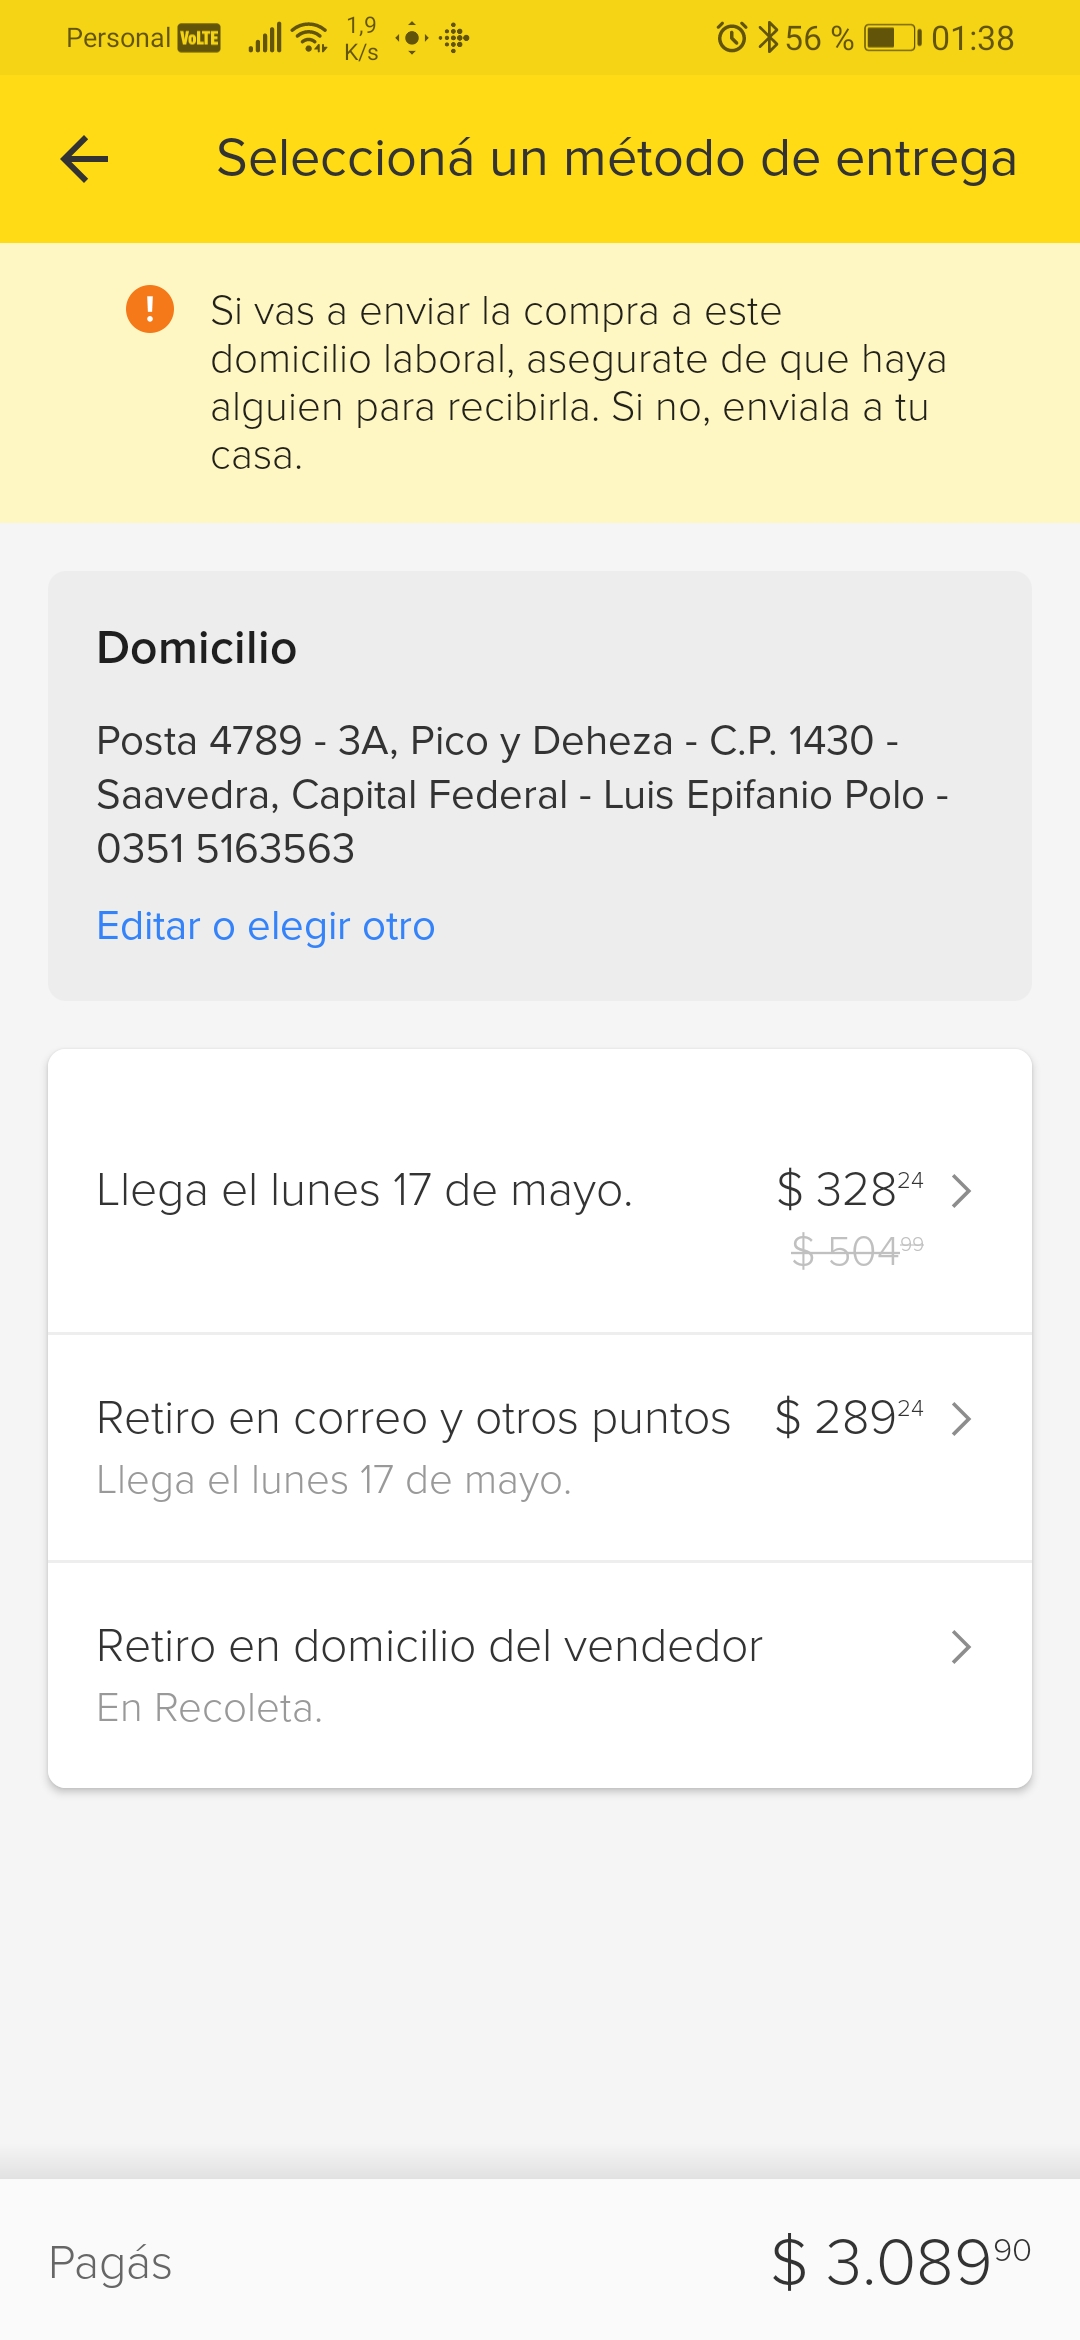 Personal VoLTE 1,9 K/s 56 % 01:38
Seleccioná un método de entrega
Si vas a enviar la compra a este
domicilio laboral, asegurate de que haya
alguien para recibirla. Si no, enviala a tu
casa.
Domicilio
Posta 4789 - 3A, Pico y Deheza - C.P. 1430 -
Saavedra, Capital Federal - Luis Epifanio Polo -
0351 5163563
Editar o elegir otro
Llega el lunes 17 de mayo. $ 328 24
$ 504 99
Retiro en correo y otros puntos $ 289 24
Llega el lunes 17 de mayo.
Retiro en domicilio del vendedor
En Recoleta.
Pagás $ 3.089 90